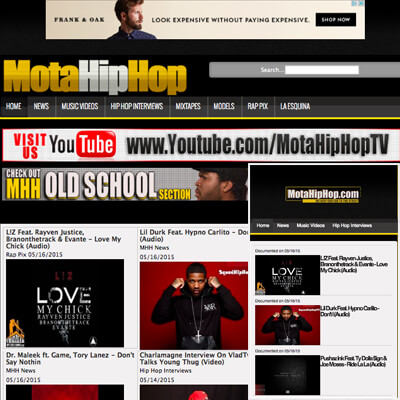 FRANK & OAK
LOOK EXPENSIVE WITHOUT PAYING EXPENSIVE.
SHOP NOW
MotaHipHop
Search...
HOME NEWS MUSIC VIDEOS HIP HOP INTERVIEWS MIXTAPES MODELS RAP PIX LA ESQUINA
VISIT US YouTube www.Youtube.com/MotaHipHopTV
CHECK OUT
MHH OLD SCHOOL SECTION
LIZ Feat. Rayven Justice,
Branonthetrack & Evante - Love My
Chick (Audio)
Rap Pix 05/16/2015
LIZ
LOVE
MY CHICK
RAYVEN JUSTICE
BRANONTHETRACK
EVANTE
Lil Durk Feat. Hypno Carlito - Don
(Audio)
MHH News
05/16/2015
Dr. Maleek ft. Game, Tory Lanez - Don't
Say Nothin
MHH News
05/16/2015
Charlamagne Interview On VladTV
Talks Young Thug (Video)
Hip Hop Interviews
05/14/2015
MotaHipHop.com
Home News Music Videos Hip Hop Interviews
Documented on 05/16/15
LIZ Feat. Rayven Justice,
Branonthetrack & Evante - Love
My Chick (Audio)
LOVE
MY CHICK
Documented on 05/16/15
Lil Durk Feat. Hypno Carlito -
Don't (Audio)
Documented on 05/16/15
Pushaz Ink Feat. Ty Dolla $ign &
Joe Moses - Ride La La (Audio)